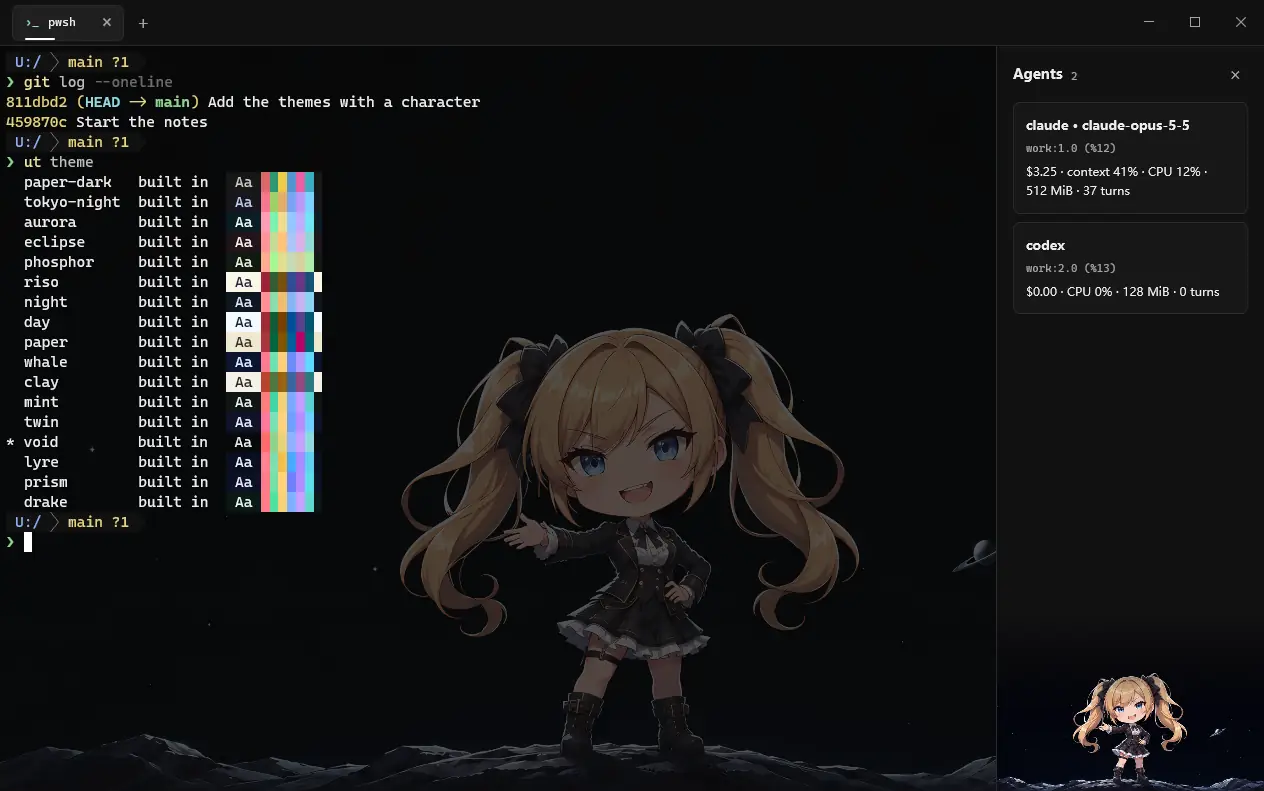 pwsh
U:/ main ?1
❯ git log --oneline
811dbd2 (HEAD -> main) Add the themes with a character
459870c Start the notes
U:/ main ?1
❯ ut theme
paper-dark built in Aa
tokyo-night built in Aa
aurora built in Aa
eclipse built in Aa
phosphor built in Aa
riso built in Aa
night built in Aa
day built in Aa
paper built in Aa
whale built in Aa
clay built in Aa
mint built in Aa
twin built in Aa
* void built in Aa
lyre built in Aa
prism built in Aa
drake built in Aa
U:/ main ?1
❯
Agents 2
claude • claude-opus-5-5
work:1.0 (%12)
$3.25 · context 41% · CPU 12% ·
512 MiB · 37 turns
codex
work:2.0 (%13)
$0.00 · CPU 0% · 128 MiB · 0 turns